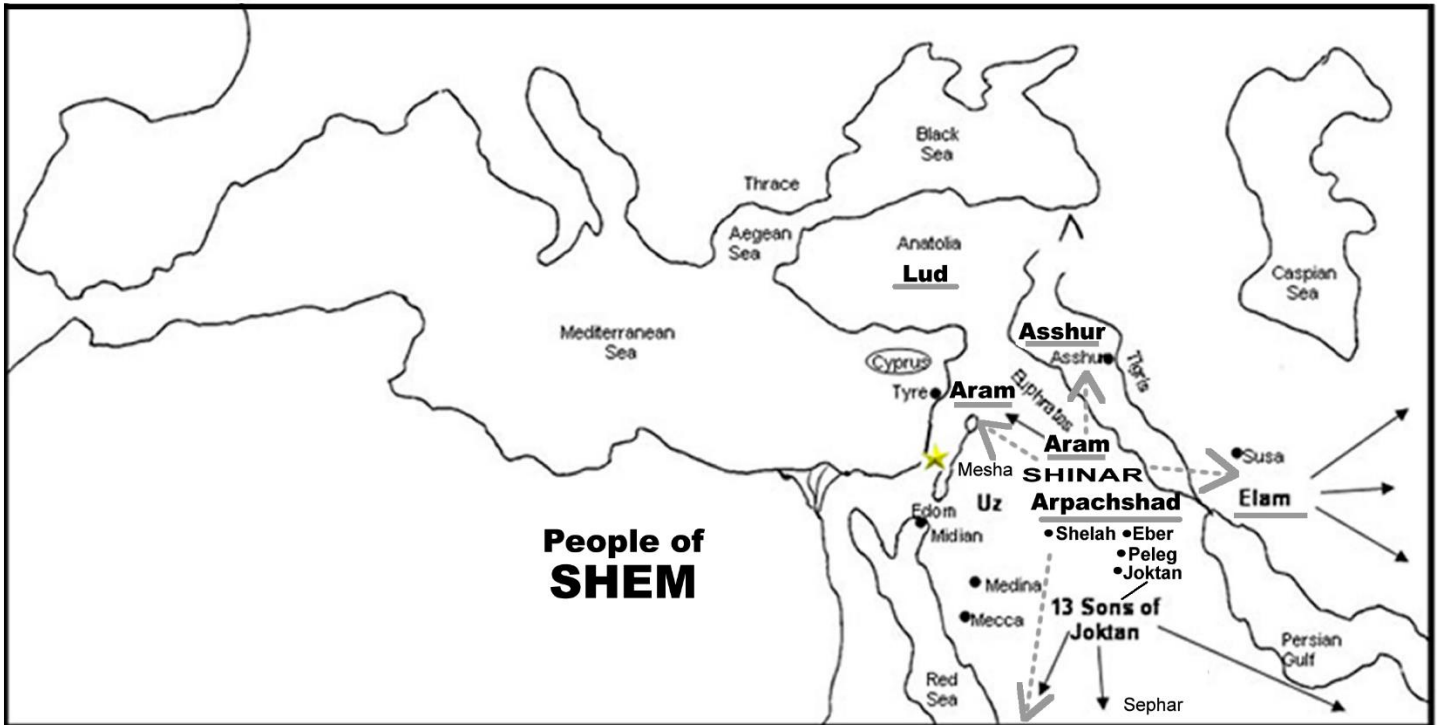 Black
Sea
Thrace
Aegean
Sea
Anatolia
Lud
Caspian
Sea
Mediterranean
Sea
Cyprus
Asshur
Asshur
Tigris
Tyre
Aram
Euphrates
Aram
Mesha
SHINAR
Susa
Uz
Arpachshad
Elam
Edom
Midian
Shelah
Eber
Peleg
Joktan
People of
SHEM
Medina
Mecca
13 Sons of
Joktan
Persian
Gulf
Red
Sea
Sephar